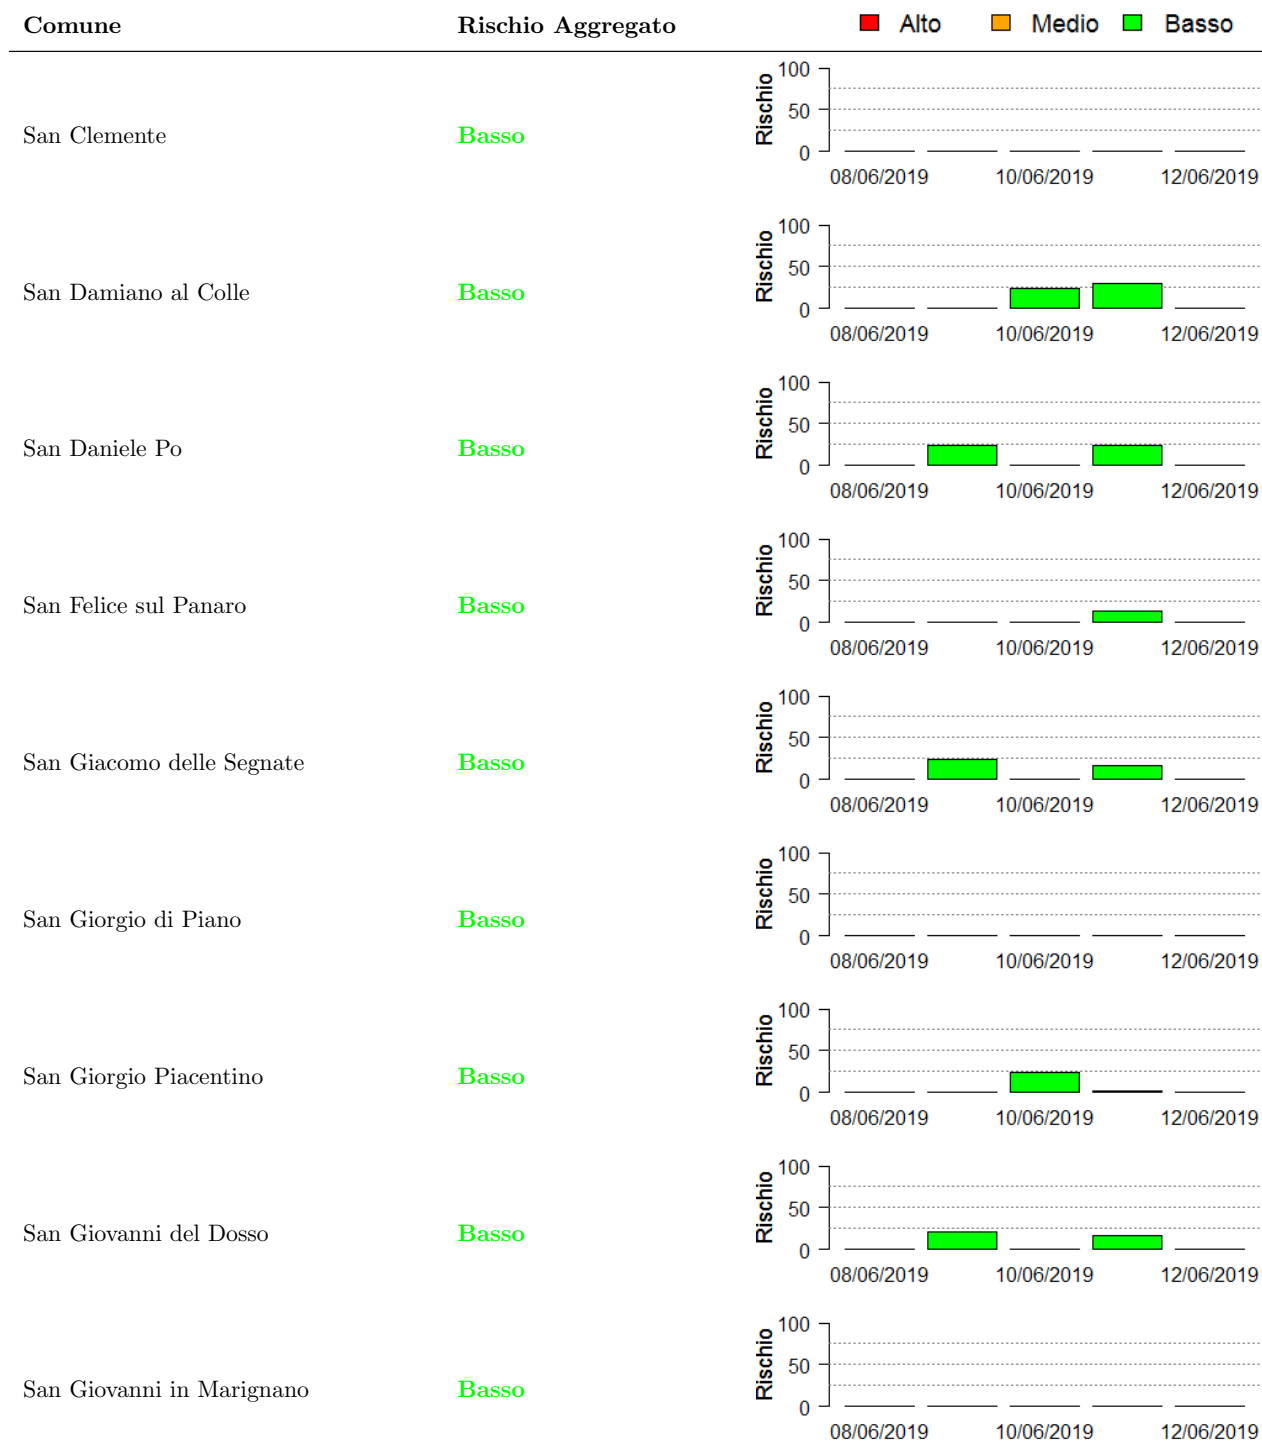 Comune Rischio Aggregato Alto Medio Basso
San Clemente Basso Rischio 100 50 0
08/06/2019 10/06/2019 12/06/2019
San Damiano al Colle Basso Rischio 100 50 0
08/06/2019 10/06/2019 12/06/2019
San Daniele Po Basso Rischio 100 50 0
08/06/2019 10/06/2019 12/06/2019
San Felice sul Panaro Basso Rischio 100 50 0
08/06/2019 10/06/2019 12/06/2019
San Giacomo delle Segnate Basso Rischio 100 50 0
08/06/2019 10/06/2019 12/06/2019
San Giorgio di Piano Basso Rischio 100 50 0
08/06/2019 10/06/2019 12/06/2019
San Giorgio Piacentino Basso Rischio 100 50 0
08/06/2019 10/06/2019 12/06/2019
San Giovanni del Dosso Basso Rischio 100 50 0
08/06/2019 10/06/2019 12/06/2019
San Giovanni in Marignano Basso Rischio 100 50 0
08/06/2019 10/06/2019 12/06/2019